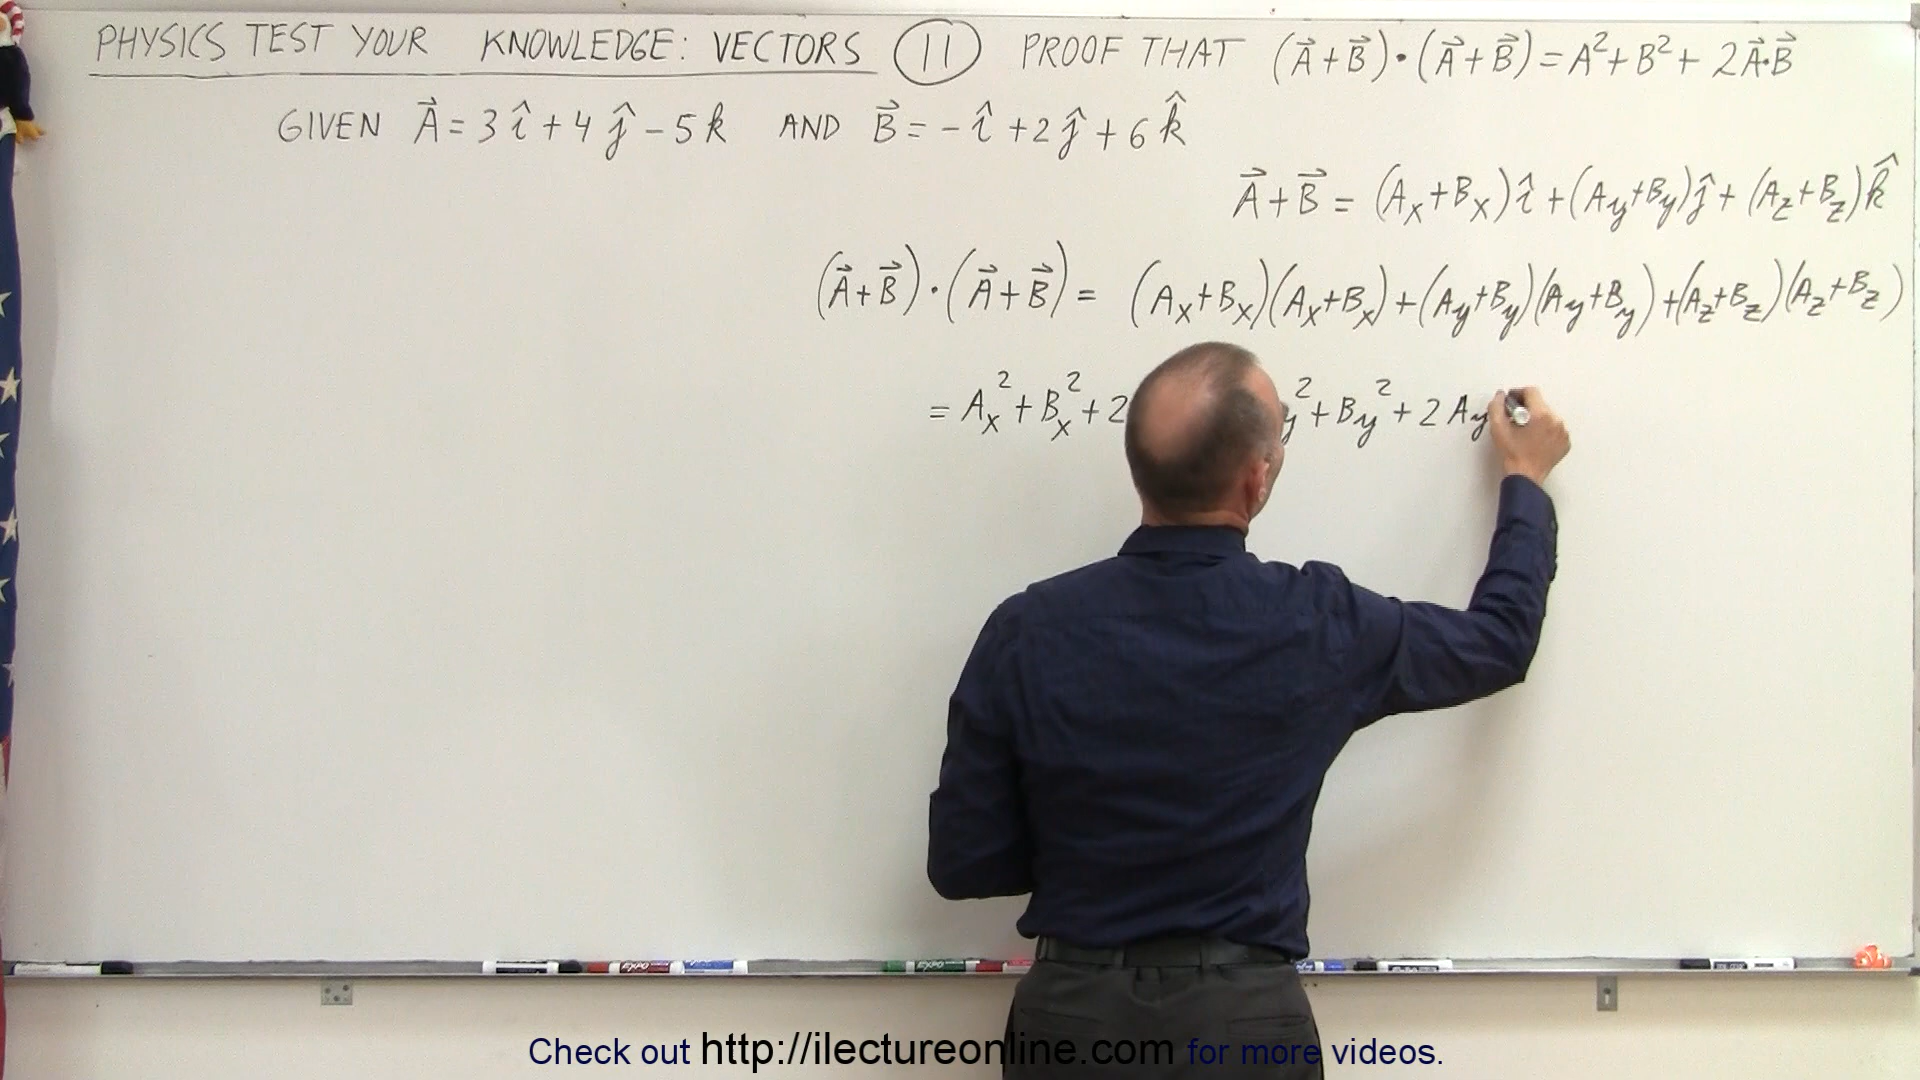 PHYSICS TEST YOUR KNOWLEDGE: VECTORS 11 PROOF THAT (A⃗+B⃗)·(A⃗+B⃗)=A²+B²+2A⃗·B⃗
GIVEN A⃗=3î+4ĵ-5k AND B⃗=-î+2ĵ+6k̂
A⃗+B⃗=(Aₓ+Bₓ)î+(Ay+By)ĵ+(Az+Bz)k̂
(A⃗+B⃗)·(A⃗+B⃗)=(Aₓ+Bₓ)(Aₓ+Bₓ)+(Ay+By)(Ay+By)+(Az+Bz)(Az+Bz)
=Aₓ²+Bₓ²+2 y²+By²+2Ay
EXPO
EXPO
Check out http://ilectureonline.com for more videos.